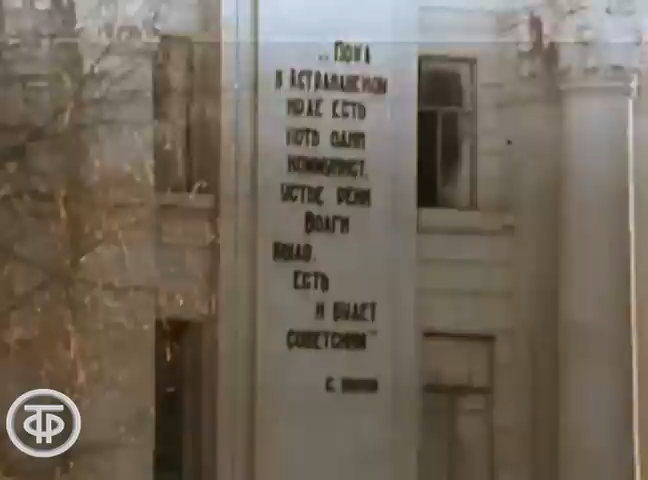 „Пока
в Астраханском
крае есть
хоть один
коммунист,
устье реки
Волги
было,
есть
и будет
советским"
С. Киров